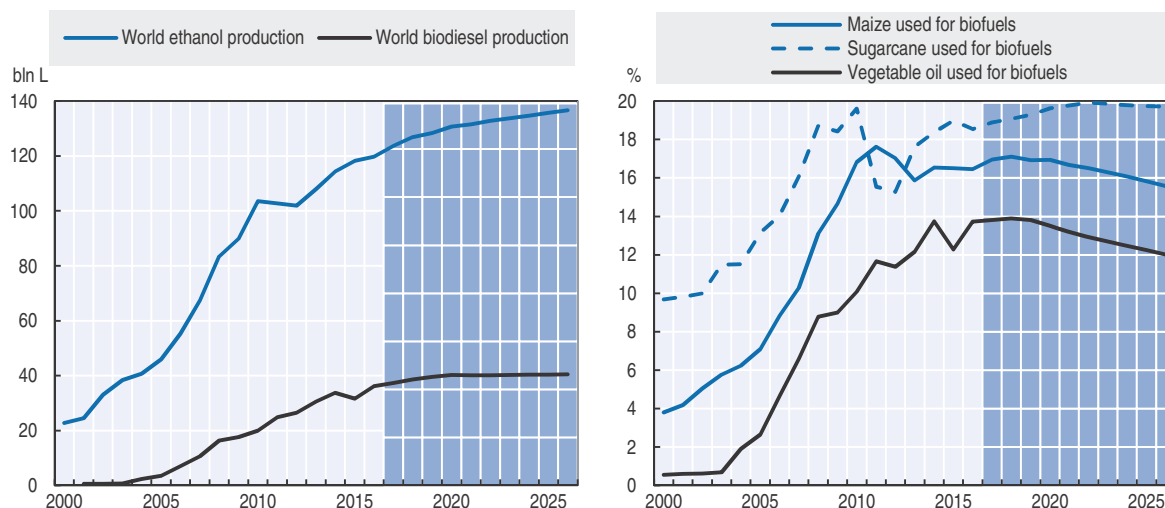 World ethanol production World biodiesel production
bln L
140
120
100
80
60
40
20
0
2000 2005 2010 2015 2020 2025
Maize used for biofuels
Sugarcane used for biofuels
Vegetable oil used for biofuels
%
20
18
16
14
12
10
8
6
4
2
0
2000 2005 2010 2015 2020 2025